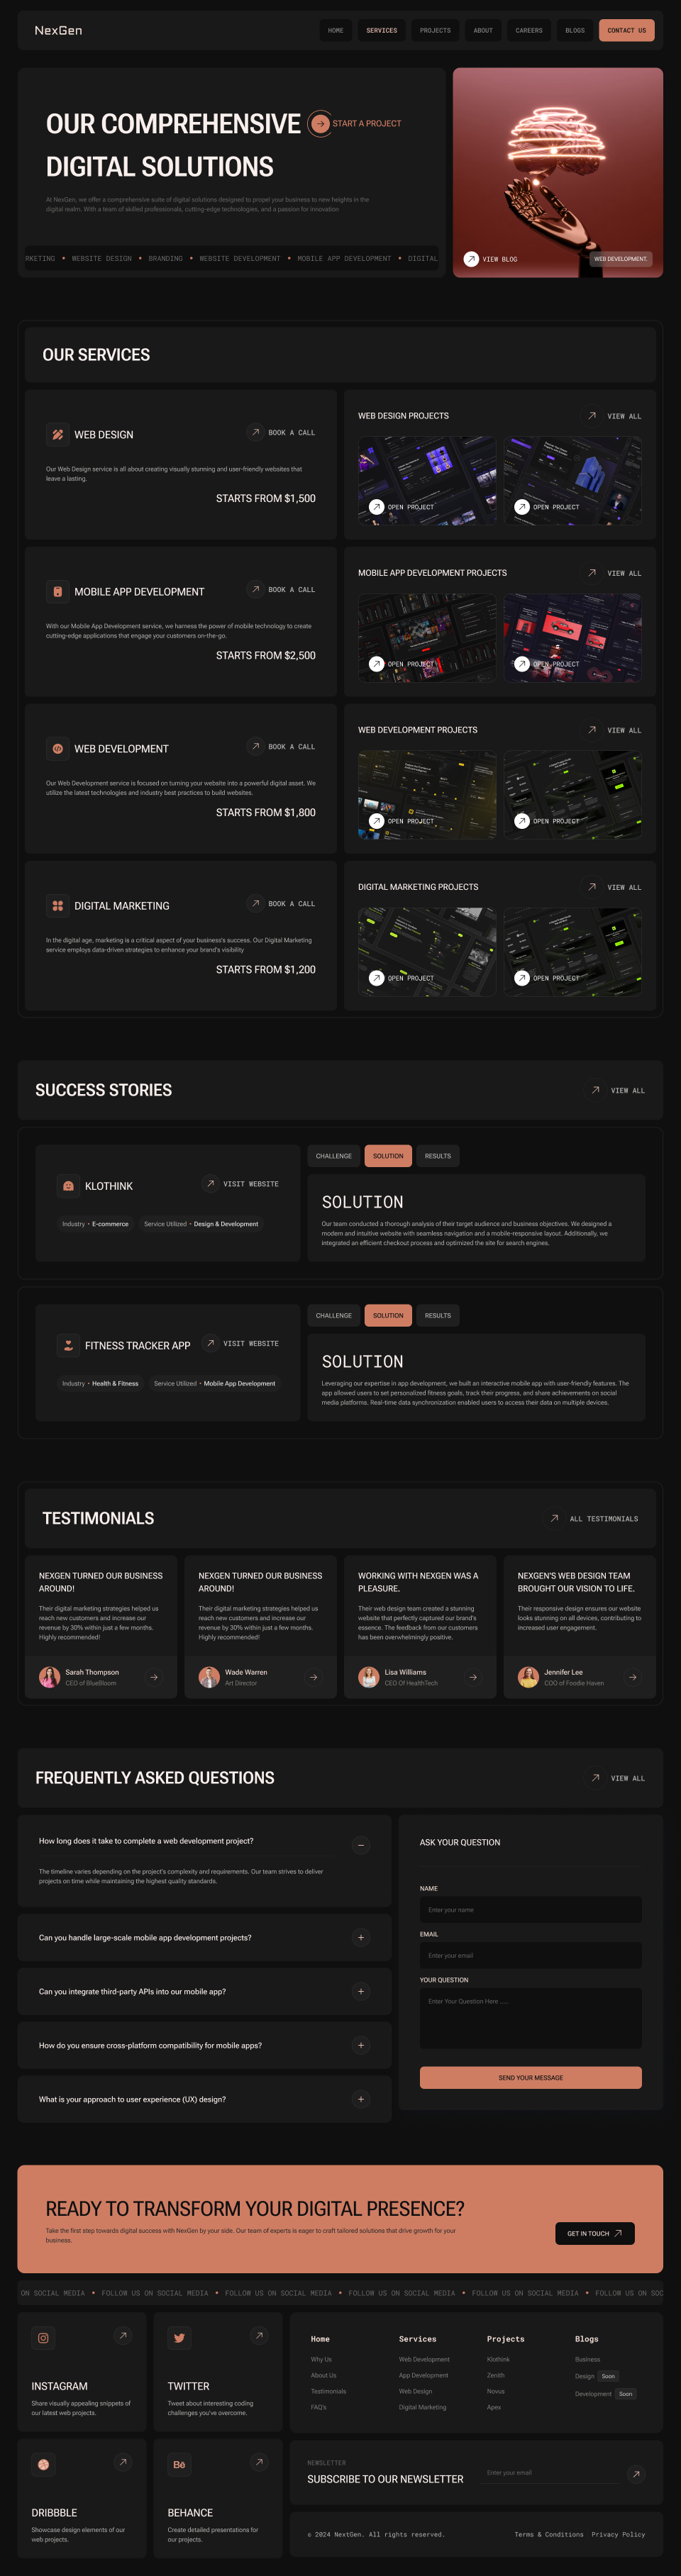 NexGen
HOME
SERVICES
PROJECTS
ABOUT
CAREERS
BLOGS
CONTACT US
OUR COMPREHENSIVE
START A PROJECT
DIGITAL SOLUTIONS
At NexGen, we offer a comprehensive suite of digital solutions designed to propel your business to new heights in the
digital realm. With a team of skilled professionals, cutting-edge technologies, and a passion for innovation
RKETING • WEBSITE DESIGN • BRANDING • WEBSITE DEVELOPMENT • MOBILE APP DEVELOPMENT • DIGITAL
VIEW BLOG
WEB DEVELOPMENT.
OUR SERVICES
WEB DESIGN
BOOK A CALL
Our Web Design service is all about creating visually stunning and user-friendly websites that
leave a lasting.
STARTS FROM $1,500
WEB DESIGN PROJECTS
VIEW ALL
OPEN PROJECT
OPEN PROJECT
MOBILE APP DEVELOPMENT
BOOK A CALL
With our Mobile App Development service, we harness the power of mobile technology to create
cutting-edge applications that engage your customers on-the-go.
STARTS FROM $2,500
MOBILE APP DEVELOPMENT PROJECTS
VIEW ALL
OPEN PROJECT
OPEN PROJECT
WEB DEVELOPMENT
BOOK A CALL
Our Web Development service is focused on turning your website into a powerful digital asset. We
utilize the latest technologies and industry best practices to build websites.
STARTS FROM $1,800
WEB DEVELOPMENT PROJECTS
VIEW ALL
OPEN PROJECT
OPEN PROJECT
DIGITAL MARKETING
BOOK A CALL
In the digital age, marketing is a critical aspect of your business's success. Our Digital Marketing
service employs data-driven strategies to enhance your brand's visibility
STARTS FROM $1,200
DIGITAL MARKETING PROJECTS
VIEW ALL
OPEN PROJECT
OPEN PROJECT
SUCCESS STORIES
VIEW ALL
KLOTHINK
VISIT WEBSITE
Industry • E-commerce
Service Utilized • Design & Development
CHALLENGE
SOLUTION
RESULTS
SOLUTION
Our team conducted a thorough analysis of their target audience and business objectives. We designed a
modern and intuitive website with seamless navigation and a mobile-responsive layout. Additionally, we
integrated an efficient checkout process and optimized the site for search engines.
FITNESS TRACKER APP
VISIT WEBSITE
Industry • Health & Fitness
Service Utilized • Mobile App Development
CHALLENGE
SOLUTION
RESULTS
SOLUTION
Leveraging our expertise in app development, we built an interactive mobile app with user-friendly features. The
app allowed users to set personalized fitness goals, track their progress, and share achievements on social
media platforms. Real-time data synchronization enabled users to access their data on multiple devices.
TESTIMONIALS
ALL TESTIMONIALS
NEXGEN TURNED OUR BUSINESS
AROUND!
Their digital marketing strategies helped us
reach new customers and increase our
revenue by 30% within just a few months.
Highly recommended!
Sarah Thompson
CEO of BlueBloom
NEXGEN TURNED OUR BUSINESS
AROUND!
Their digital marketing strategies helped us
reach new customers and increase our
revenue by 30% within just a few months.
Highly recommended!
Wade Warren
Art Director
WORKING WITH NEXGEN WAS A
PLEASURE.
Their web design team created a stunning
website that perfectly captured our brand's
essence. The feedback from our customers
has been overwhelmingly positive.
Lisa Williams
CEO Of HealthTech
NEXGEN'S WEB DESIGN TEAM
BROUGHT OUR VISION TO LIFE.
Their responsive design ensures our website
looks stunning on all devices, contributing to
increased user engagement.
Jennifer Lee
COO of Foodie Haven
FREQUENTLY ASKED QUESTIONS
VIEW ALL
How long does it take to complete a web development project?
The timeline varies depending on the project's complexity and requirements. Our team strives to deliver
projects on time while maintaining the highest quality standards.
Can you handle large-scale mobile app development projects?
Can you integrate third-party APIs into our mobile app?
How do you ensure cross-platform compatibility for mobile apps?
What is your approach to user experience (UX) design?
ASK YOUR QUESTION
NAME
Enter your name
EMAIL
Enter your email
YOUR QUESTION
Enter Your Question Here .....
SEND YOUR MESSAGE
READY TO TRANSFORM YOUR DIGITAL PRESENCE?
Take the first step towards digital success with NexGen by your side. Our team of experts is eager to craft tailored solutions that drive growth for your
business.
GET IN TOUCH
ON SOCIAL MEDIA • FOLLOW US ON SOCIAL MEDIA • FOLLOW US ON SOCIAL MEDIA • FOLLOW US ON SOCIAL MEDIA • FOLLOW US ON SOCIAL MEDIA • FOLLOW US ON SOC
INSTAGRAM
Share visually appealing snippets of
our latest web projects.
TWITTER
Tweet about interesting coding
challenges you've overcome.
DRIBBBLE
Showcase design elements of our
web projects.
Bē
BEHANCE
Create detailed presentations for
our projects.
Home
Why Us
About Us
Testimonials
FAQ's
Services
Web Development
App Development
Web Design
Digital Marketing
Projects
Klothink
Zenith
Novus
Apex
Blogs
Business
Design Soon
Development Soon
NEWSLETTER
SUBSCRIBE TO OUR NEWSLETTER
Enter your email
© 2024 NextGen. All rights reserved.
Terms & Conditions
Privacy Policy